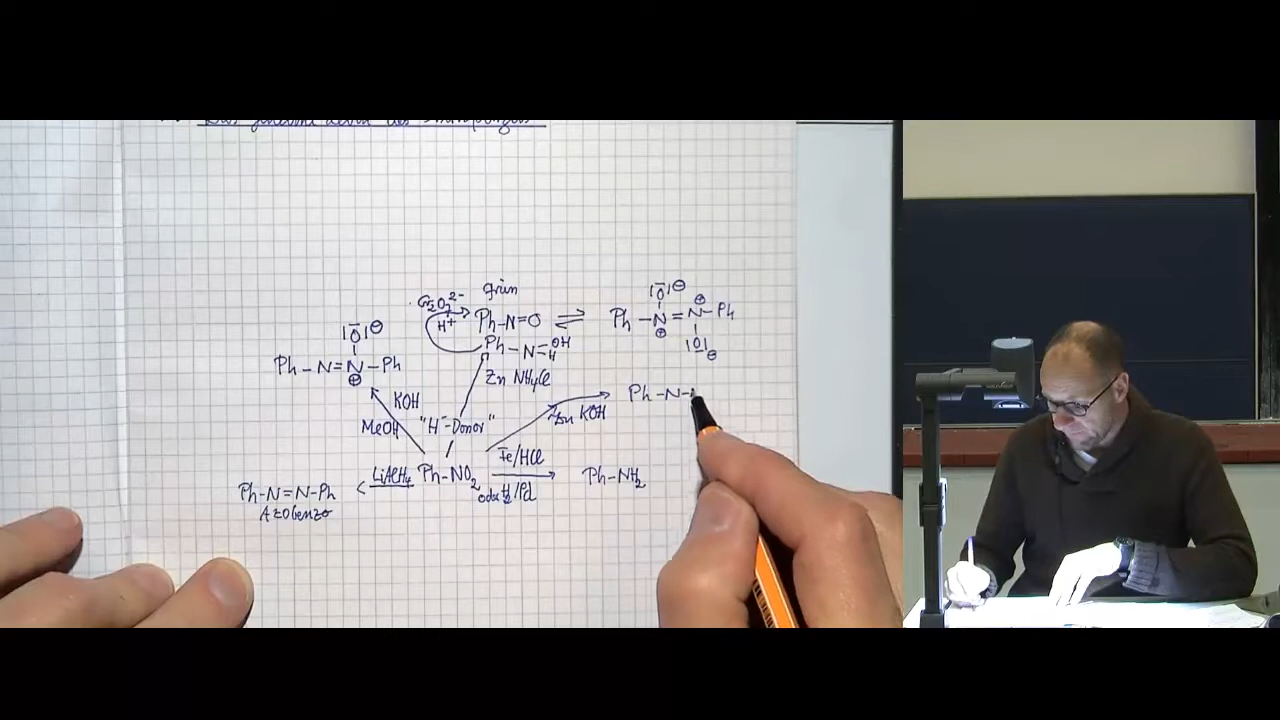 grün
Cr₂O₇²⁻
H⁺
Ph-N=O ⇌ Ph-N=N-Ph
|O̅|⊖ ⊕ ⊕ |O̲|⊖
Ph-N-OH
H
Zn NH₄Cl
|O̅|⊖
Ph-N=N-Ph
⊕
KOH
MeOH
"H⁻-Donor"
Zn KOH
Ph-N-
LiAlH₄
Ph-NO₂
Fe/HCl
oder H₂/Pd
Ph-NH₂
Ph-N=N-Ph
Azobenzo